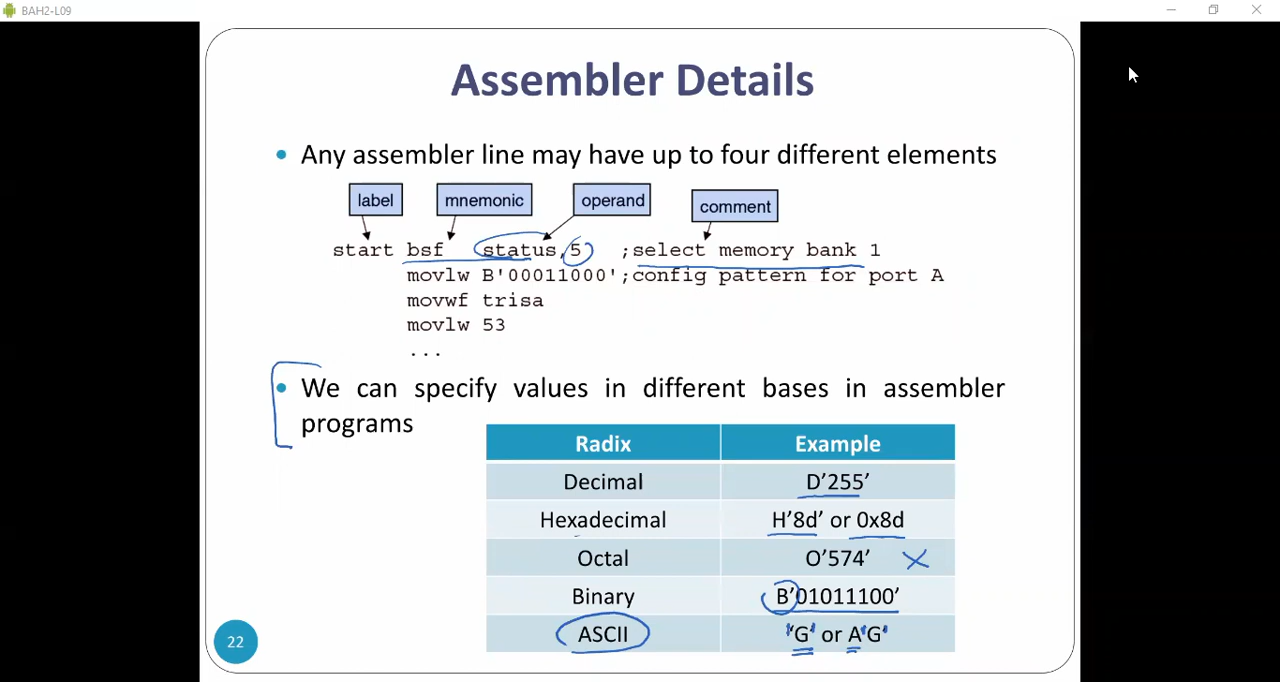 BAH2-L09
Assembler Details
• Any assembler line may have up to four different elements
label mnemonic operand comment
start bsf status,5 ;select memory bank 1
movlw B'00011000';config pattern for port A
movwf trisa
movlw 53
...
• We can specify values in different bases in assembler
programs
Radix Example
Decimal D’255’
Hexadecimal H’8d’ or 0x8d
Octal O’574’
Binary B’01011100’
ASCII ‘G’ or A‘G’
22